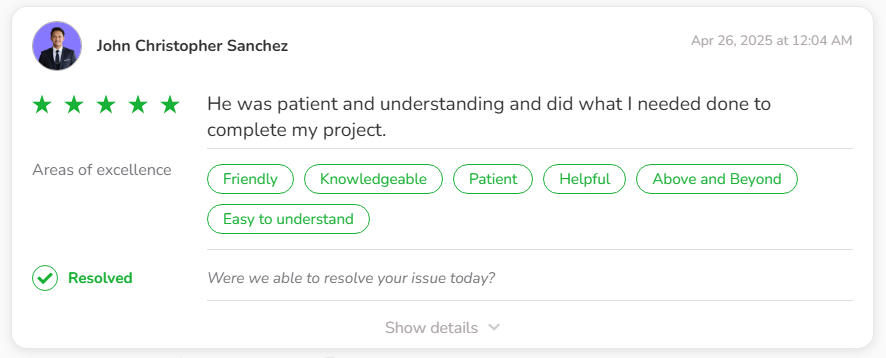 John Christopher Sanchez
Apr 26, 2025 at 12:04 AM
He was patient and understanding and did what I needed done to
complete my project.
Areas of excellence
Friendly
Knowledgeable
Patient
Helpful
Above and Beyond
Easy to understand
Resolved
Were we able to resolve your issue today?
Show details